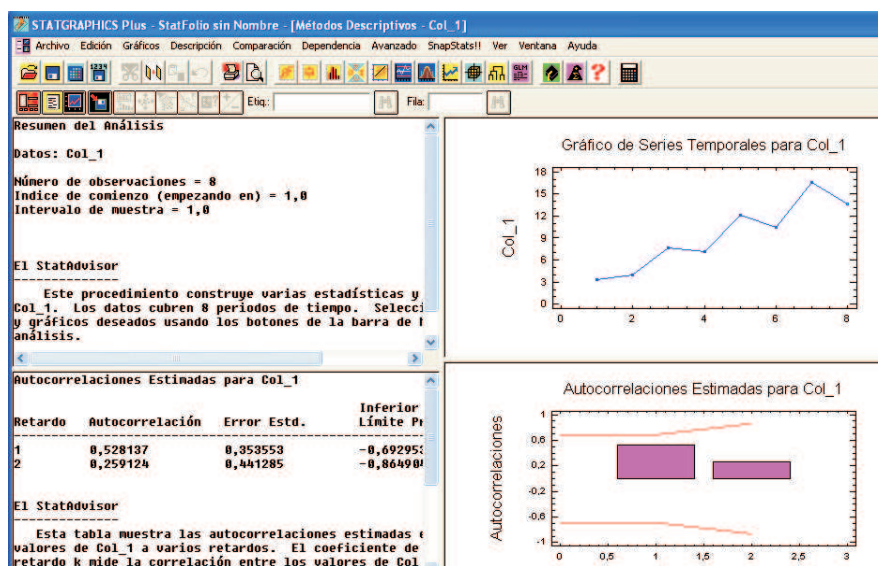 STATGRAPHICS Plus - StatFolio sin Nombre - [Métodos Descriptivos - Col_1]
Archivo Edición Gráficos Descripción Comparación Dependencia Avanzado SnapStats!! Ver Ventana Ayuda
Etiq.: Fila:
Resumen del Análisis
Datos: Col_1
Número de observaciones = 8
Indice de comienzo (empezando en) = 1,0
Intervalo de muestra = 1,0
El StatAdvisor
--------------
Este procedimiento construye varias estadísticas y
Col_1. Los datos cubren 8 periodos de tiempo. Selecci
y gráficos deseados usando los botones de la barra de
análisis.
Gráfico de Series Temporales para Col_1
Col_1
18
15
12
9
6
3
0
0 2 4 6 8
Autocorrelaciones Estimadas para Col_1
Inferior
Retardo Autocorrelación Error Estd. Límite
1 0,528137 0,353553 -0,692953
2 0,259124 0,441285 -0,86490
El StatAdvisor
--------------
Esta tabla muestra las autocorrelaciones estimadas
valores de Col_1 a varios retardos. El coeficiente de
retardo k mide la correlación entre los valores de Col
Autocorrelaciones Estimadas para Col_1
Autocorrelaciones
1
0,6
0,2
-0,2
-0,6
-1
0 0,5 1 1,5 2 2,5 3